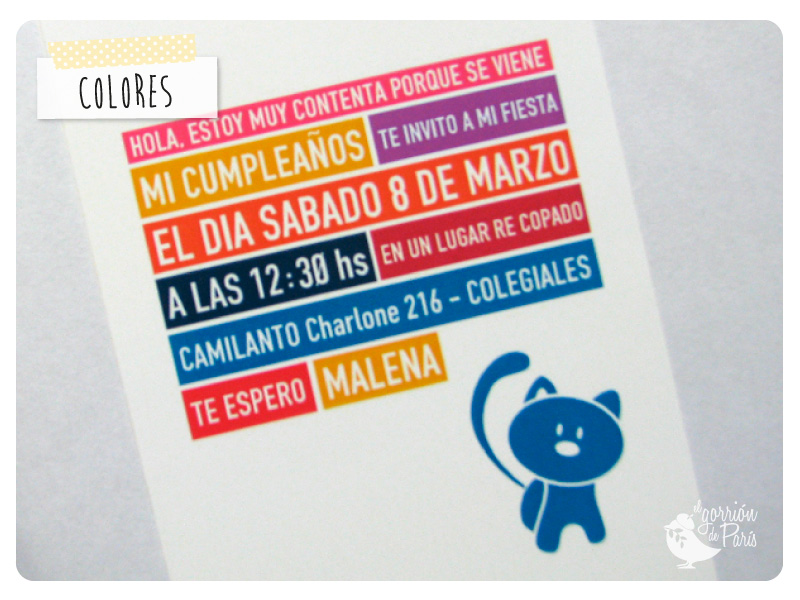 COLORES
HOLA, ESTOY MUY CONTENTA PORQUE SE VIENE
MI CUMPLEAÑOS TE INVITO A MI FIESTA
EL DIA SABADO 8 DE MARZO
A LAS 12:30 hs EN UN LUGAR RE COPADO
CAMILANTO Charlone 216 - COLEGIALES
TE ESPERO MALENA
el gorrión de París